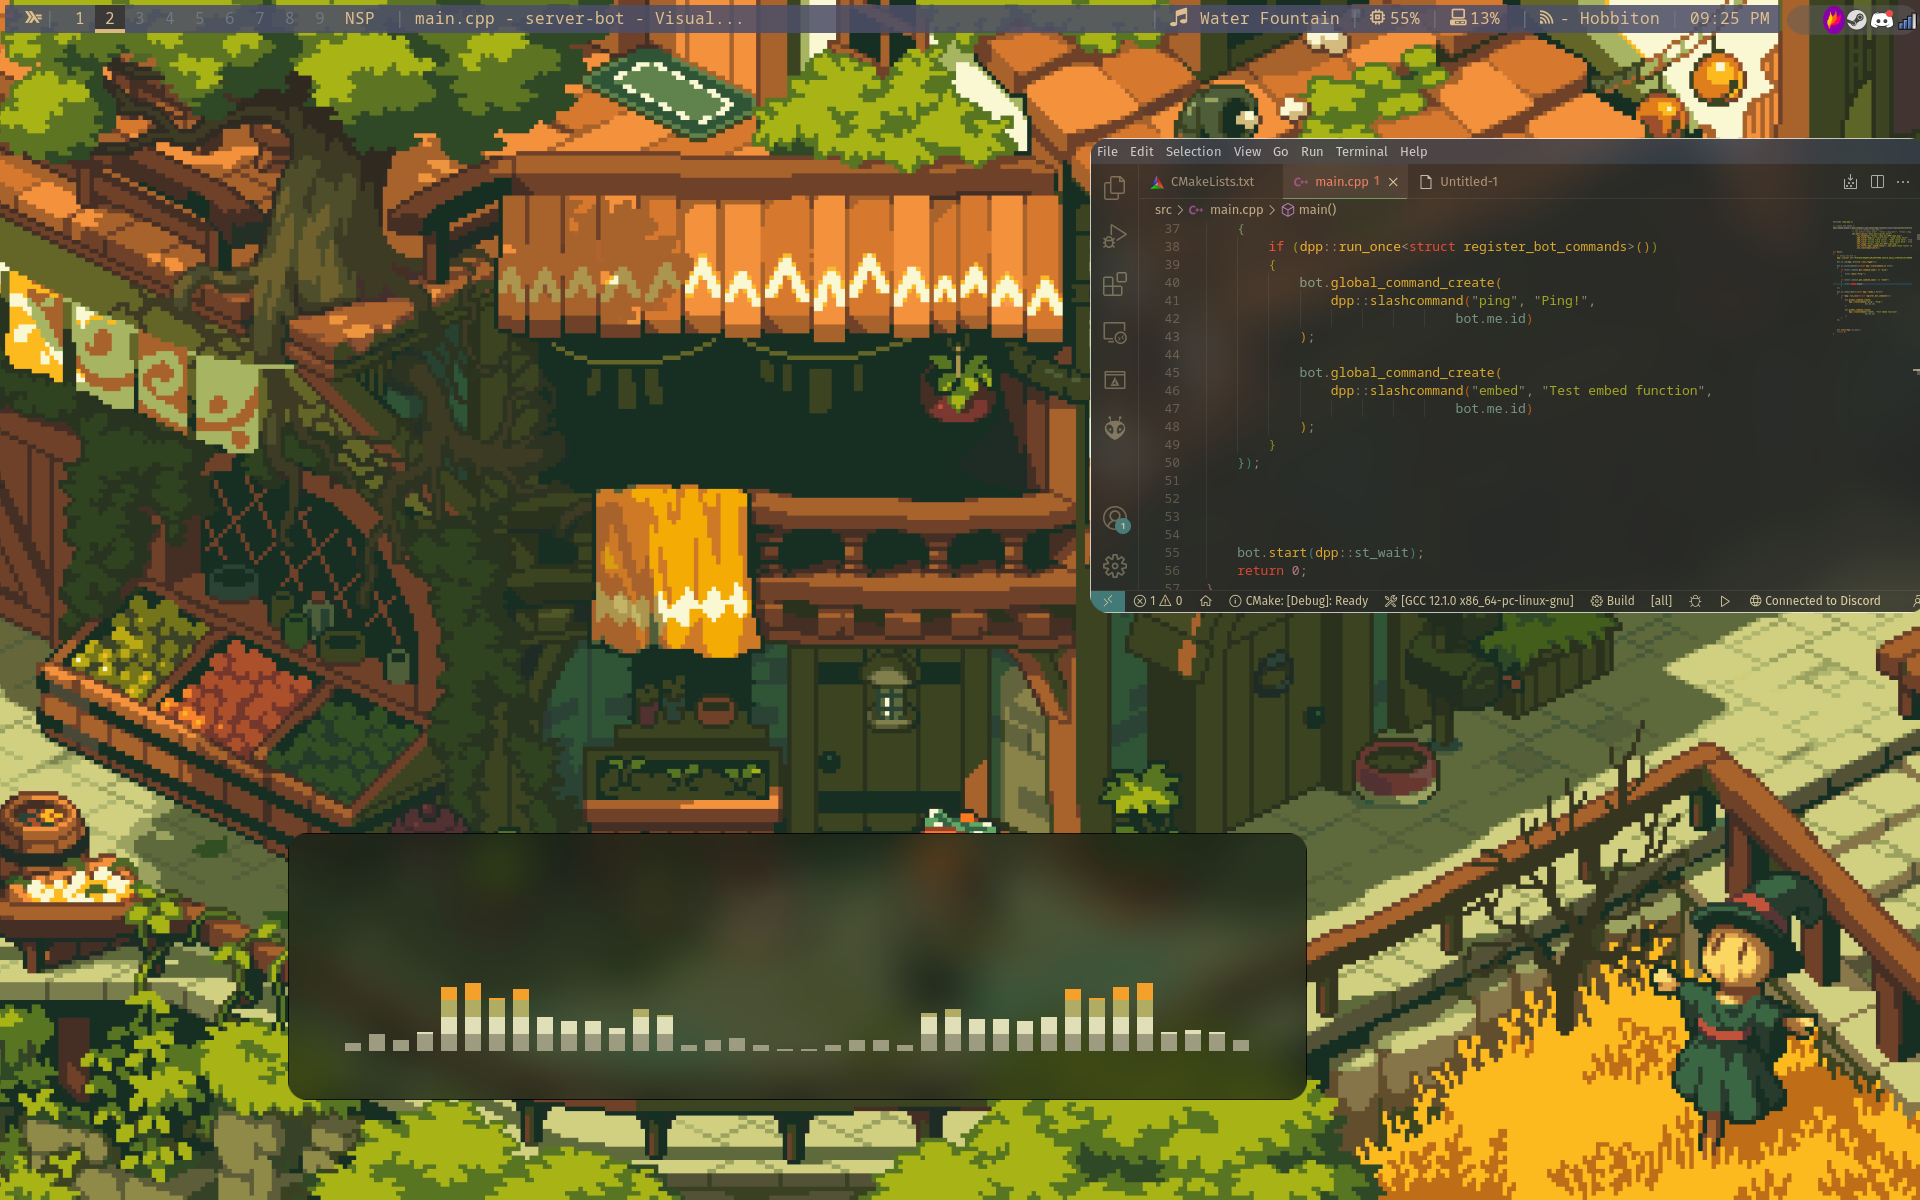 1 2 3 4 5 6 7 8 9 NSP main.cpp - server-bot - Visual... Water Fountain 55% 13% - Hobbiton 09:25 PM
File Edit Selection View Go Run Terminal Help
CMakeLists.txt main.cpp 1 Untitled-1
src > main.cpp > main()
37 {
38 if (dpp::run_once<struct register_bot_commands>())
39 {
40 bot.global_command_create(
41 dpp::slashcommand("ping", "Ping!",
42 bot.me.id)
43 );
44
45 bot.global_command_create(
46 dpp::slashcommand("embed", "Test embed function",
47 bot.me.id)
48 );
49 }
50 });
51
52
53
54
55 bot.start(dpp::st_wait);
56 return 0;
57 }
1
1 0 CMake: [Debug]: Ready [GCC 12.1.0 x86_64-pc-linux-gnu] Build [all] Connected to Discord